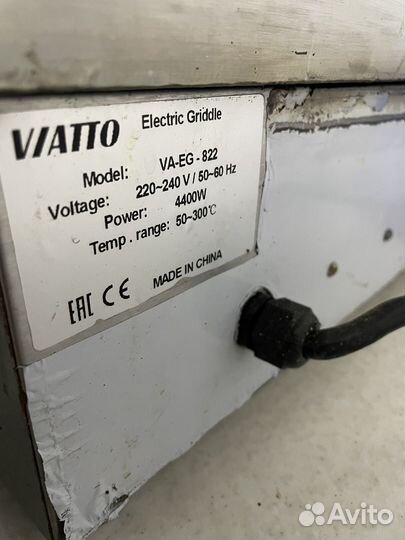 VIATTO Electric Griddle
Model: VA-EG - 822
Voltage: 220~240 V / 50~60 Hz
Power: 4400W
Temp. range: 50~300℃
MADE IN CHINA
EAC CE
Avito